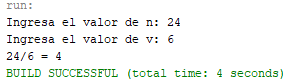 run:
Ingresa el valor de n: 24
Ingresa el valor de v: 6
24/6 = 4
BUILD SUCCESSFUL (total time: 4 seconds)